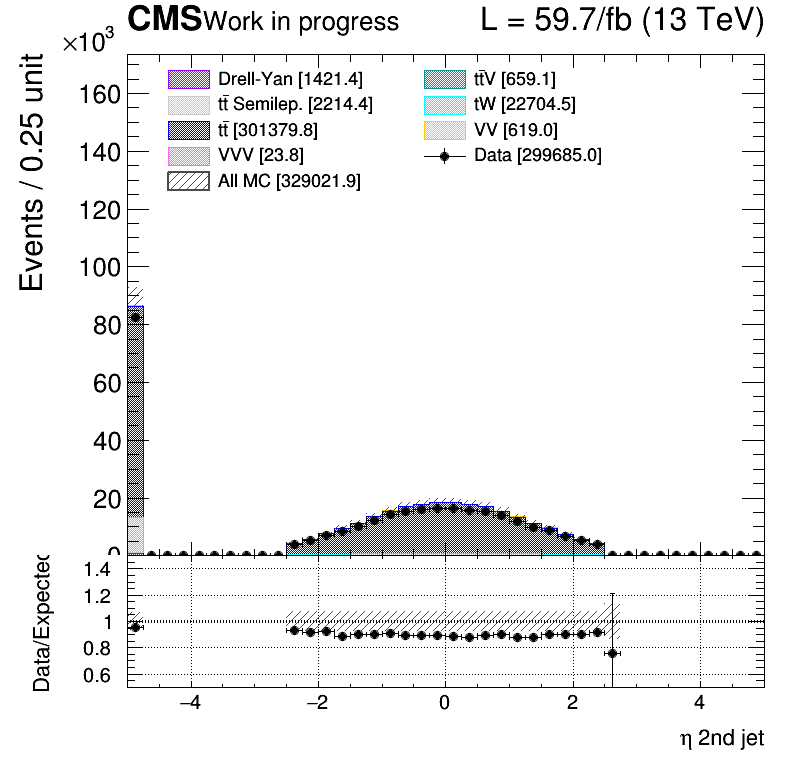 CMS Work in progress L = 59.7/fb (13 TeV)
×10³
Events / 0.25 unit
160
140
120
100
80
60
40
20
0
Drell-Yan [1421.4]
tt̄ Semilep. [2214.4]
tt̄ [301379.8]
VVV [23.8]
All MC [329021.9]
tt̄V [659.1]
tW [22704.5]
VV [619.0]
Data [299685.0]
Data/Expected
1.4
1.2
1
0.8
0.6
−4 −2 0 2 4
η 2nd jet